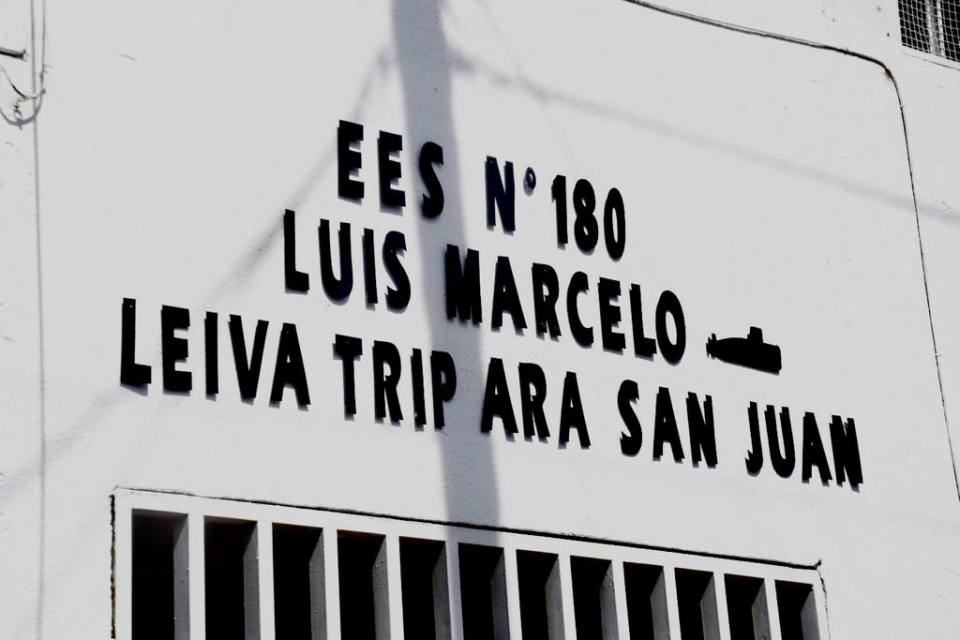 EES N° 180
LUIS MARCELO
LEIVA TRIP ARA SAN JUAN